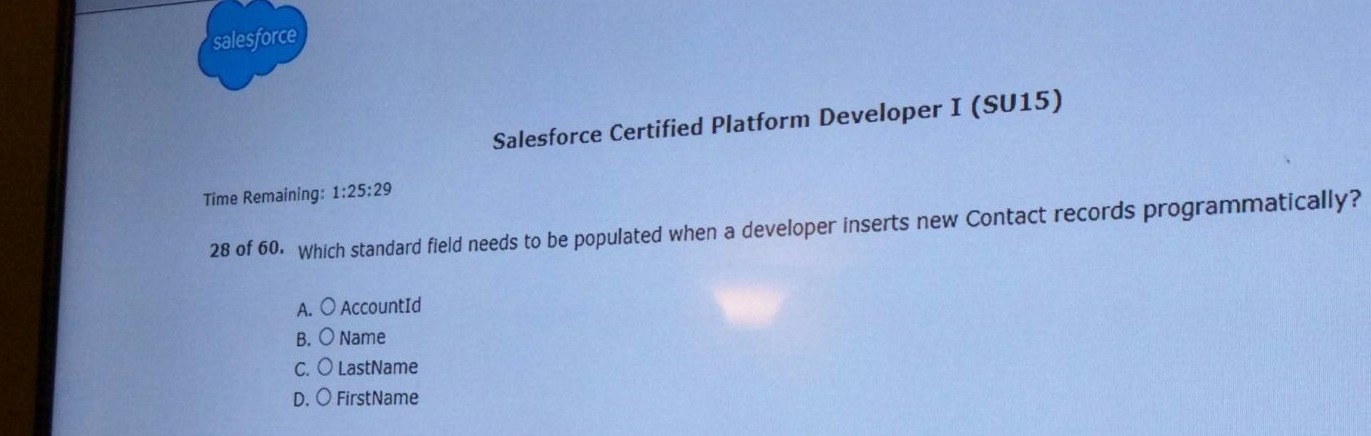 salesforce
Salesforce Certified Platform Developer I (SU15)
Time Remaining: 1:25:29
28 of 60. Which standard field needs to be populated when a developer inserts new Contact records programmatically?
A. AccountId
B. Name
C. LastName
D. FirstName